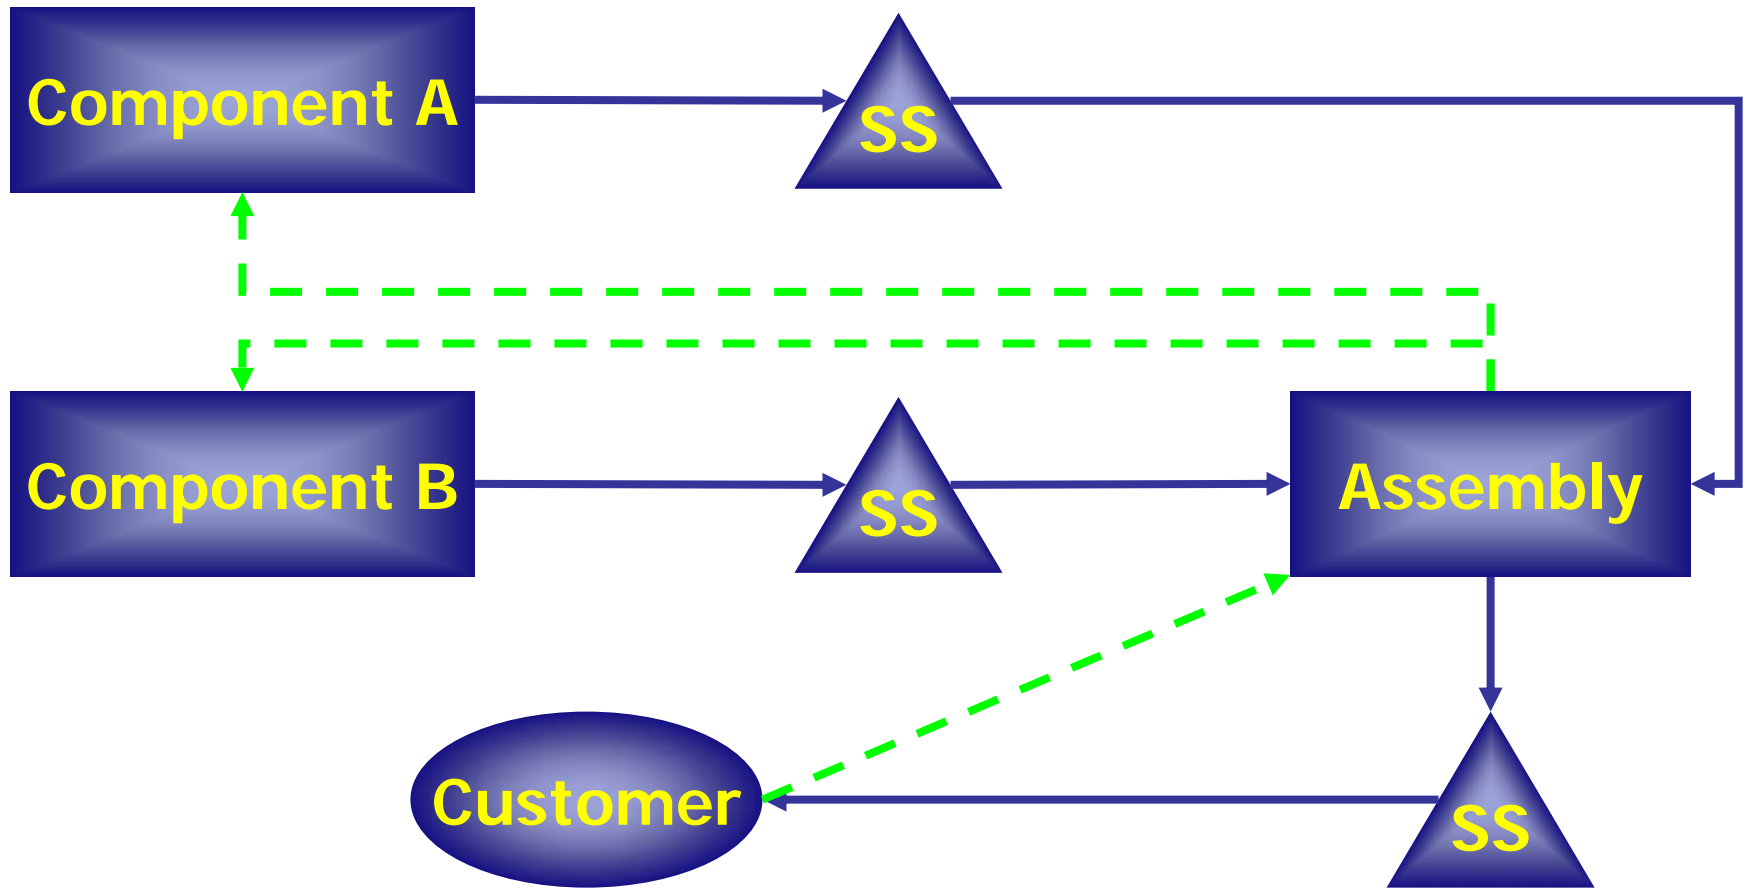 Component A
SS
Component B
SS
Assembly
Customer
SS